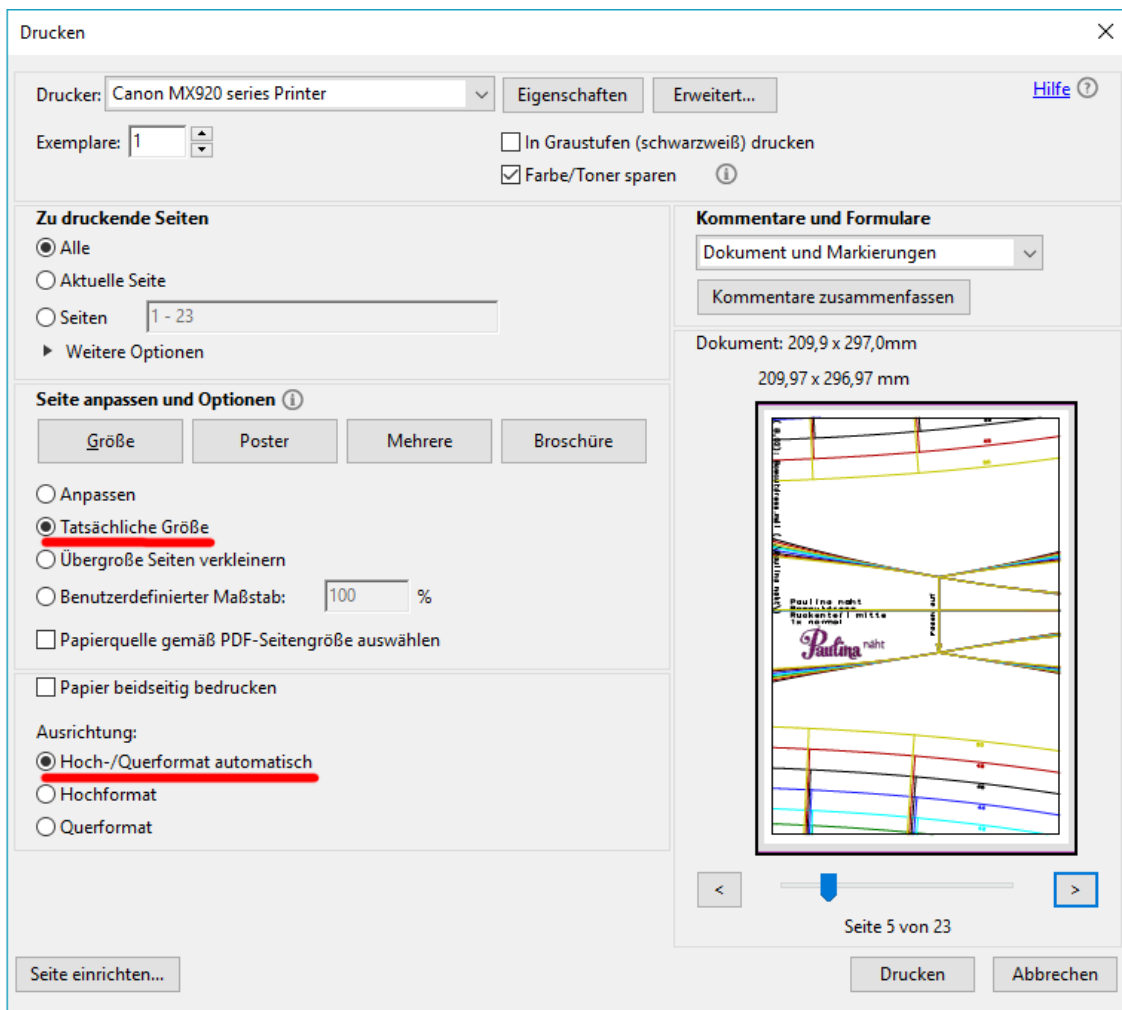 Drucken
Drucker: Canon MX920 series Printer
Eigenschaften
Erweitert...
Hilfe
Exemplare: 1
In Graustufen (schwarzweiß) drucken
Farbe/Toner sparen
Zu druckende Seiten
Alle
Aktuelle Seite
Seiten 1 - 23
Weitere Optionen
Seite anpassen und Optionen
Größe
Poster
Mehrere
Broschüre
Anpassen
Tatsächliche Größe
Übergroße Seiten verkleinern
Benutzerdefinierter Maßstab: 100 %
Papierquelle gemäß PDF-Seitengröße auswählen
Papier beidseitig bedrucken
Ausrichtung:
Hoch-/Querformat automatisch
Hochformat
Querformat
Kommentare und Formulare
Dokument und Markierungen
Kommentare zusammenfassen
Dokument: 209,9 x 297,0mm
209,97 x 296,97 mm
Paulina naht
1x normal
Paulina näht
<
>
Seite 5 von 23
Seite einrichten...
Drucken
Abbrechen